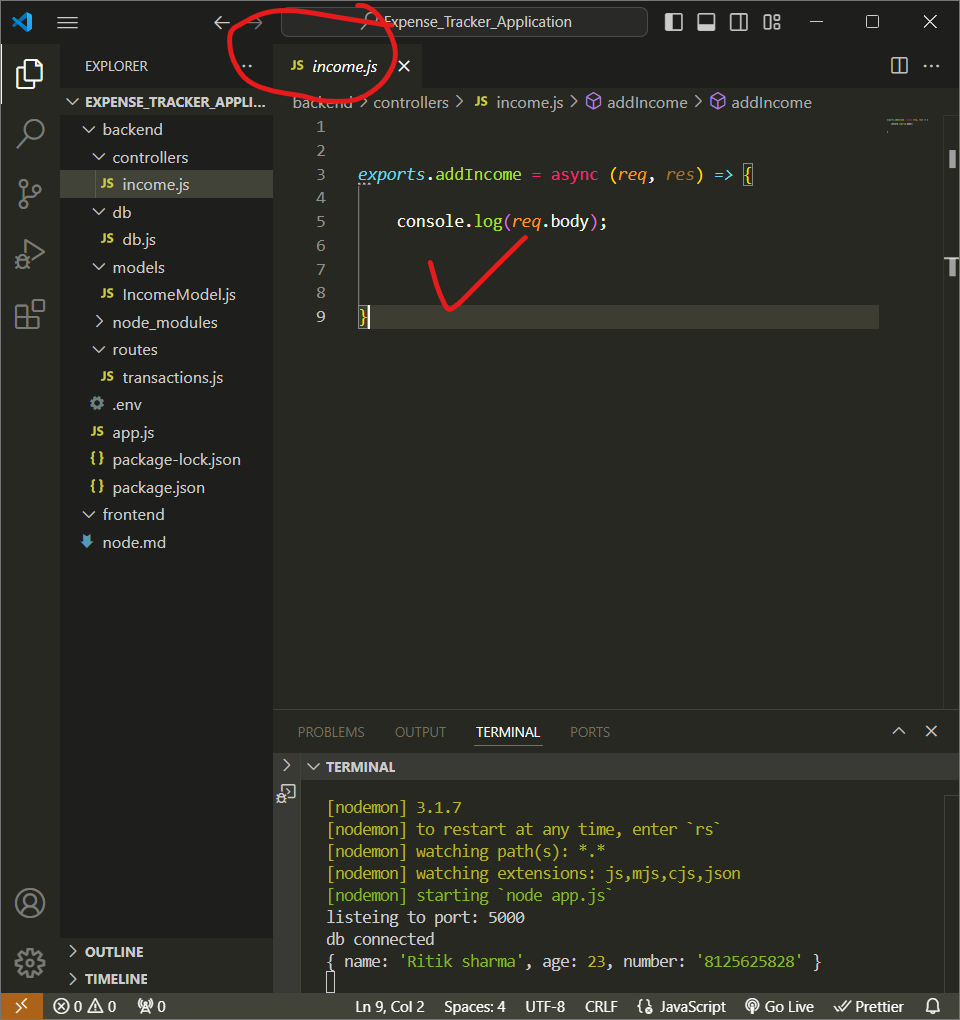 Expense_Tracker_Application
EXPLORER
JS income.js
backend > controllers > JS income.js > addIncome > addIncome
EXPENSE_TRACKER_APPLI...
backend
controllers
JS income.js
db
JS db.js
models
JS IncomeModel.js
node_modules
routes
JS transactions.js
.env
JS app.js
{} package-lock.json
{} package.json
frontend
node.md
OUTLINE
TIMELINE
1
2
3 exports.addIncome = async (req, res) => {
4
5 console.log(req.body);
6
7
8
9 }
PROBLEMS OUTPUT TERMINAL PORTS
TERMINAL
[nodemon] 3.1.7
[nodemon] to restart at any time, enter `rs`
[nodemon] watching path(s): *.*
[nodemon] watching extensions: js,mjs,cjs,json
[nodemon] starting `node app.js`
listeing to port: 5000
db connected
{ name: 'Ritik sharma', age: 23, number: '8125625828' }
0 0 0 Ln 9, Col 2 Spaces: 4 UTF-8 CRLF {} JavaScript Go Live Prettier